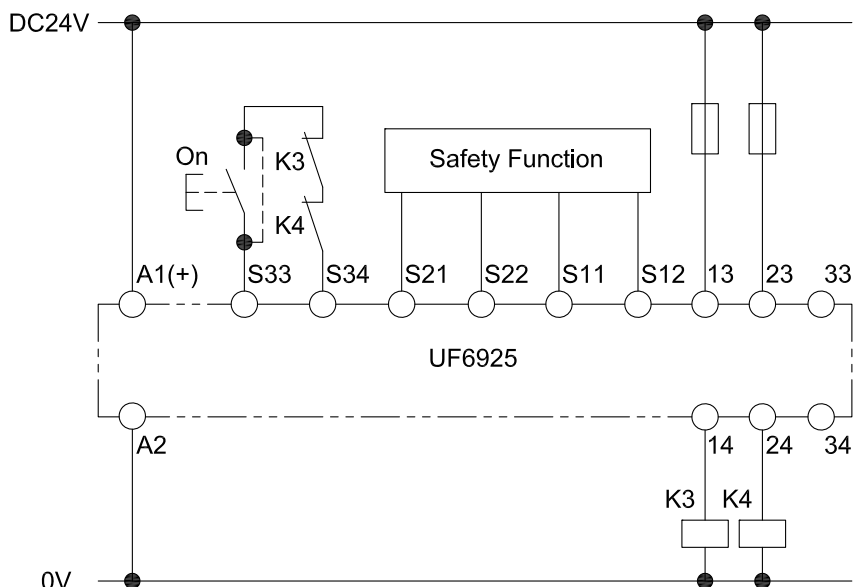 DC24V
On
K3
K4
Safety Function
A1(+)
S33
S34
S21
S22
S11
S12
13
23
33
UF6925
A2
14
24
34
K3
K4
0V